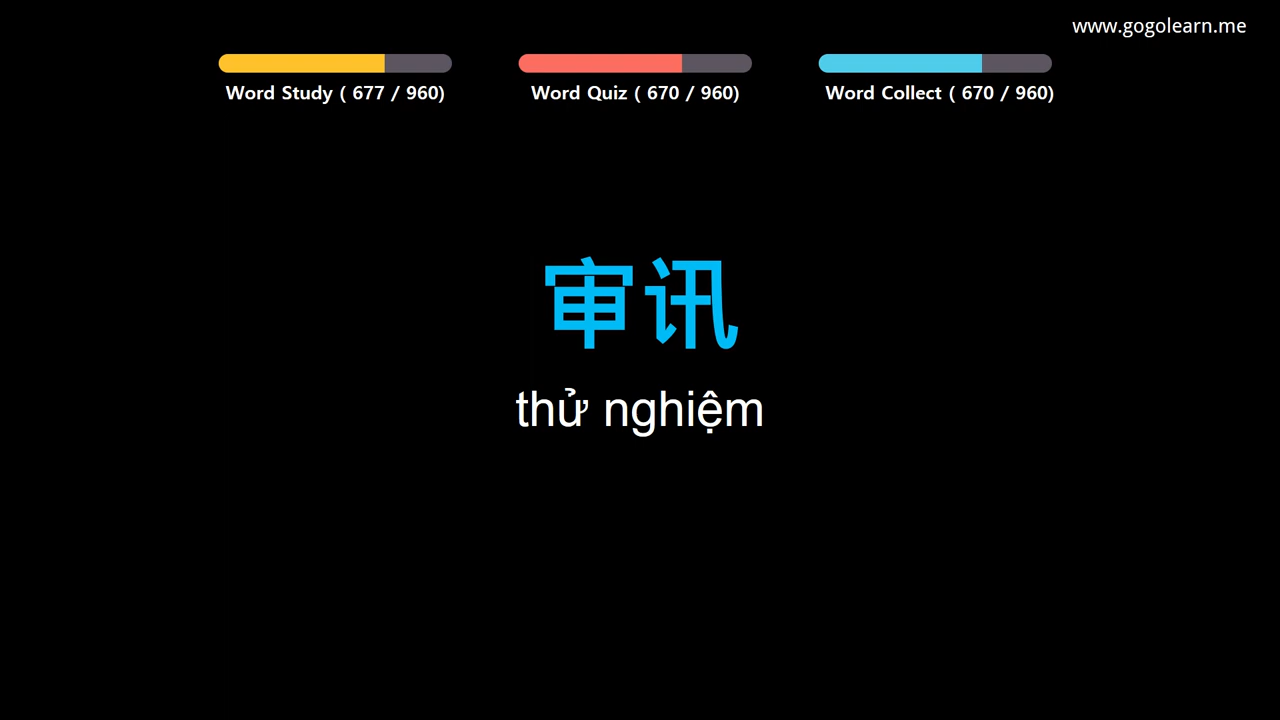 www.gogolearn.me
Word Study ( 677 / 960)
Word Quiz ( 670 / 960)
Word Collect ( 670 / 960)
审讯
thử nghiệm